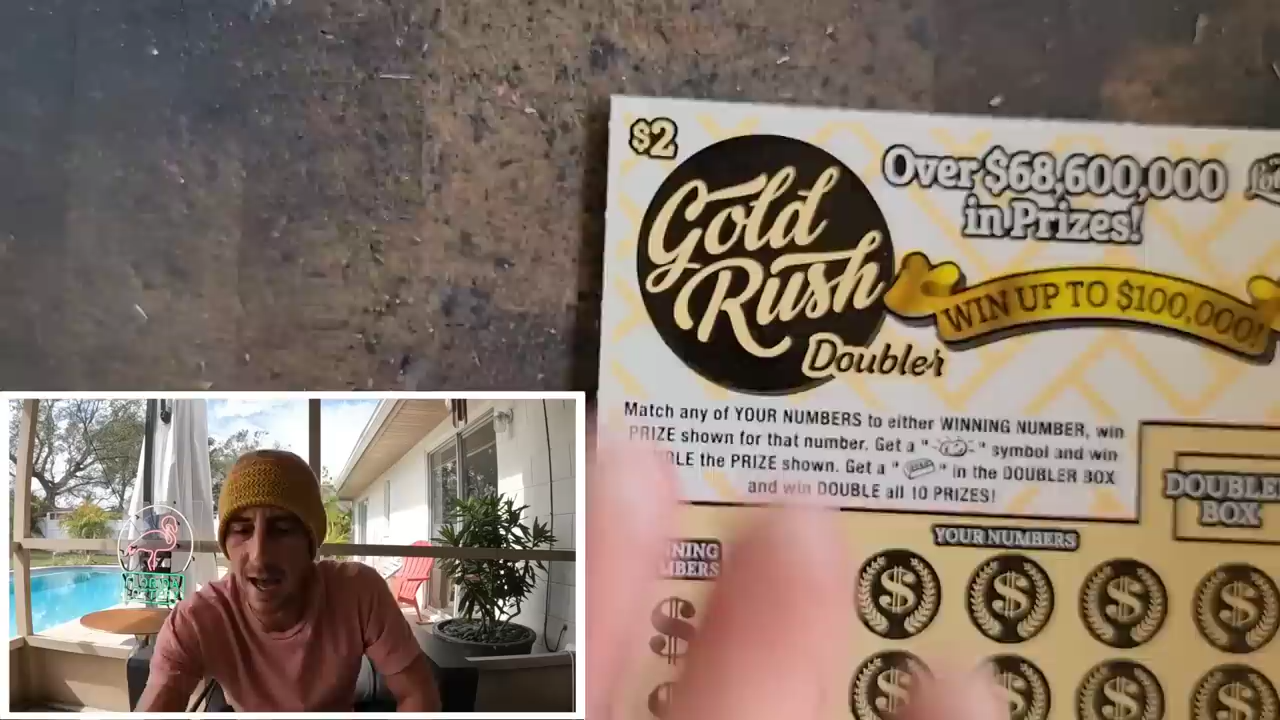 $2
Gold
Rush
Doubler
Over $68,600,000
in Prizes!
WIN UP TO $100,000!
Match any of YOUR NUMBERS to either WINNING NUMBER, win
PRIZE shown for that number. Get a " " symbol and win
the PRIZE shown. Get a " " in the DOUBLER BOX
and win DOUBLE all 10 PRIZES!
BOX
YOUR NUMBERS